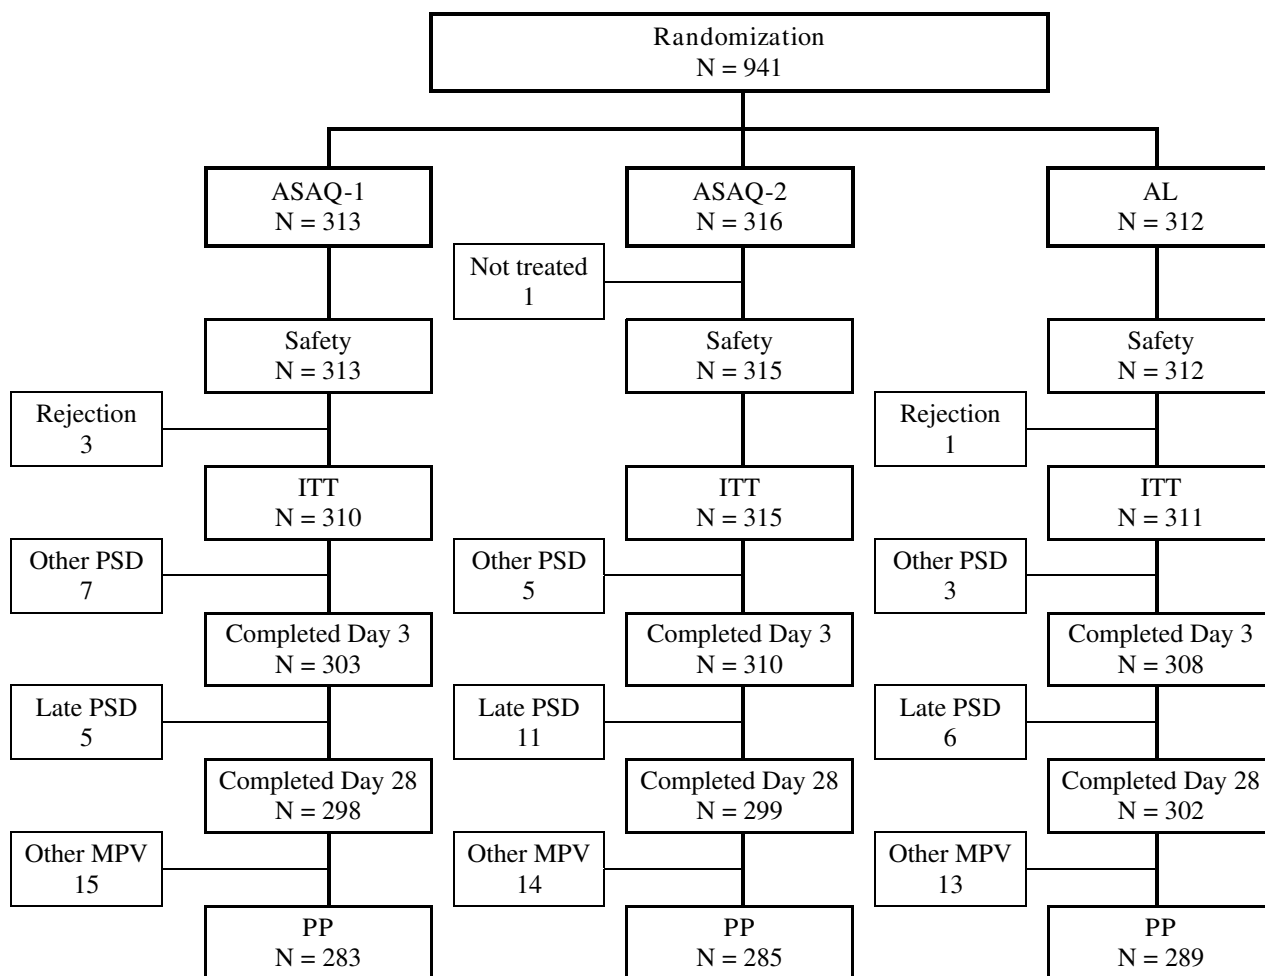 Randomization
N = 941
ASAQ-1
N = 313
ASAQ-2
N = 316
AL
N = 312
Not treated
1
Safety
N = 313
Safety
N = 315
Safety
N = 312
Rejection
3
Rejection
1
ITT
N = 310
ITT
N = 315
ITT
N = 311
Other PSD
7
Other PSD
5
Other PSD
3
Completed Day 3
N = 303
Completed Day 3
N = 310
Completed Day 3
N = 308
Late PSD
5
Late PSD
11
Late PSD
6
Completed Day 28
N = 298
Completed Day 28
N = 299
Completed Day 28
N = 302
Other MPV
15
Other MPV
14
Other MPV
13
PP
N = 283
PP
N = 285
PP
N = 289